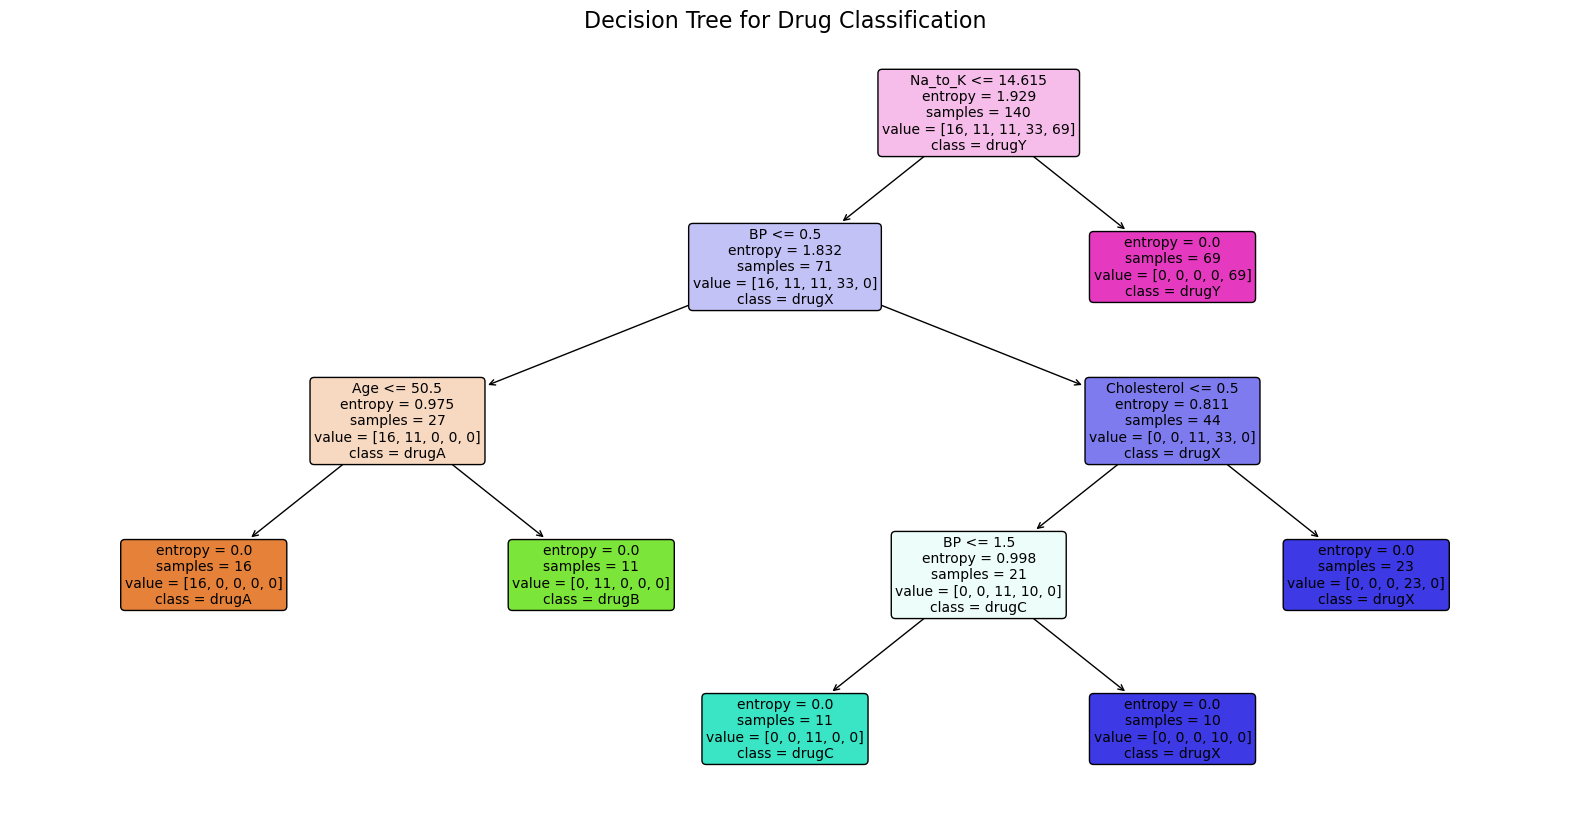 Decision Tree for Drug Classification
Na_to_K <= 14.615
entropy = 1.929
samples = 140
value = [16, 11, 11, 33, 69]
class = drugY
BP <= 0.5
entropy = 1.832
samples = 71
value = [16, 11, 11, 33, 0]
class = drugX
entropy = 0.0
samples = 69
value = [0, 0, 0, 0, 69]
class = drugY
Age <= 50.5
entropy = 0.975
samples = 27
value = [16, 11, 0, 0, 0]
class = drugA
Cholesterol <= 0.5
entropy = 0.811
samples = 44
value = [0, 0, 11, 33, 0]
class = drugX
entropy = 0.0
samples = 16
value = [16, 0, 0, 0, 0]
class = drugA
entropy = 0.0
samples = 11
value = [0, 11, 0, 0, 0]
class = drugB
BP <= 1.5
entropy = 0.998
samples = 21
value = [0, 0, 11, 10, 0]
class = drugC
entropy = 0.0
samples = 23
value = [0, 0, 0, 23, 0]
class = drugX
entropy = 0.0
samples = 11
value = [0, 0, 11, 0, 0]
class = drugC
entropy = 0.0
samples = 10
value = [0, 0, 0, 10, 0]
class = drugX